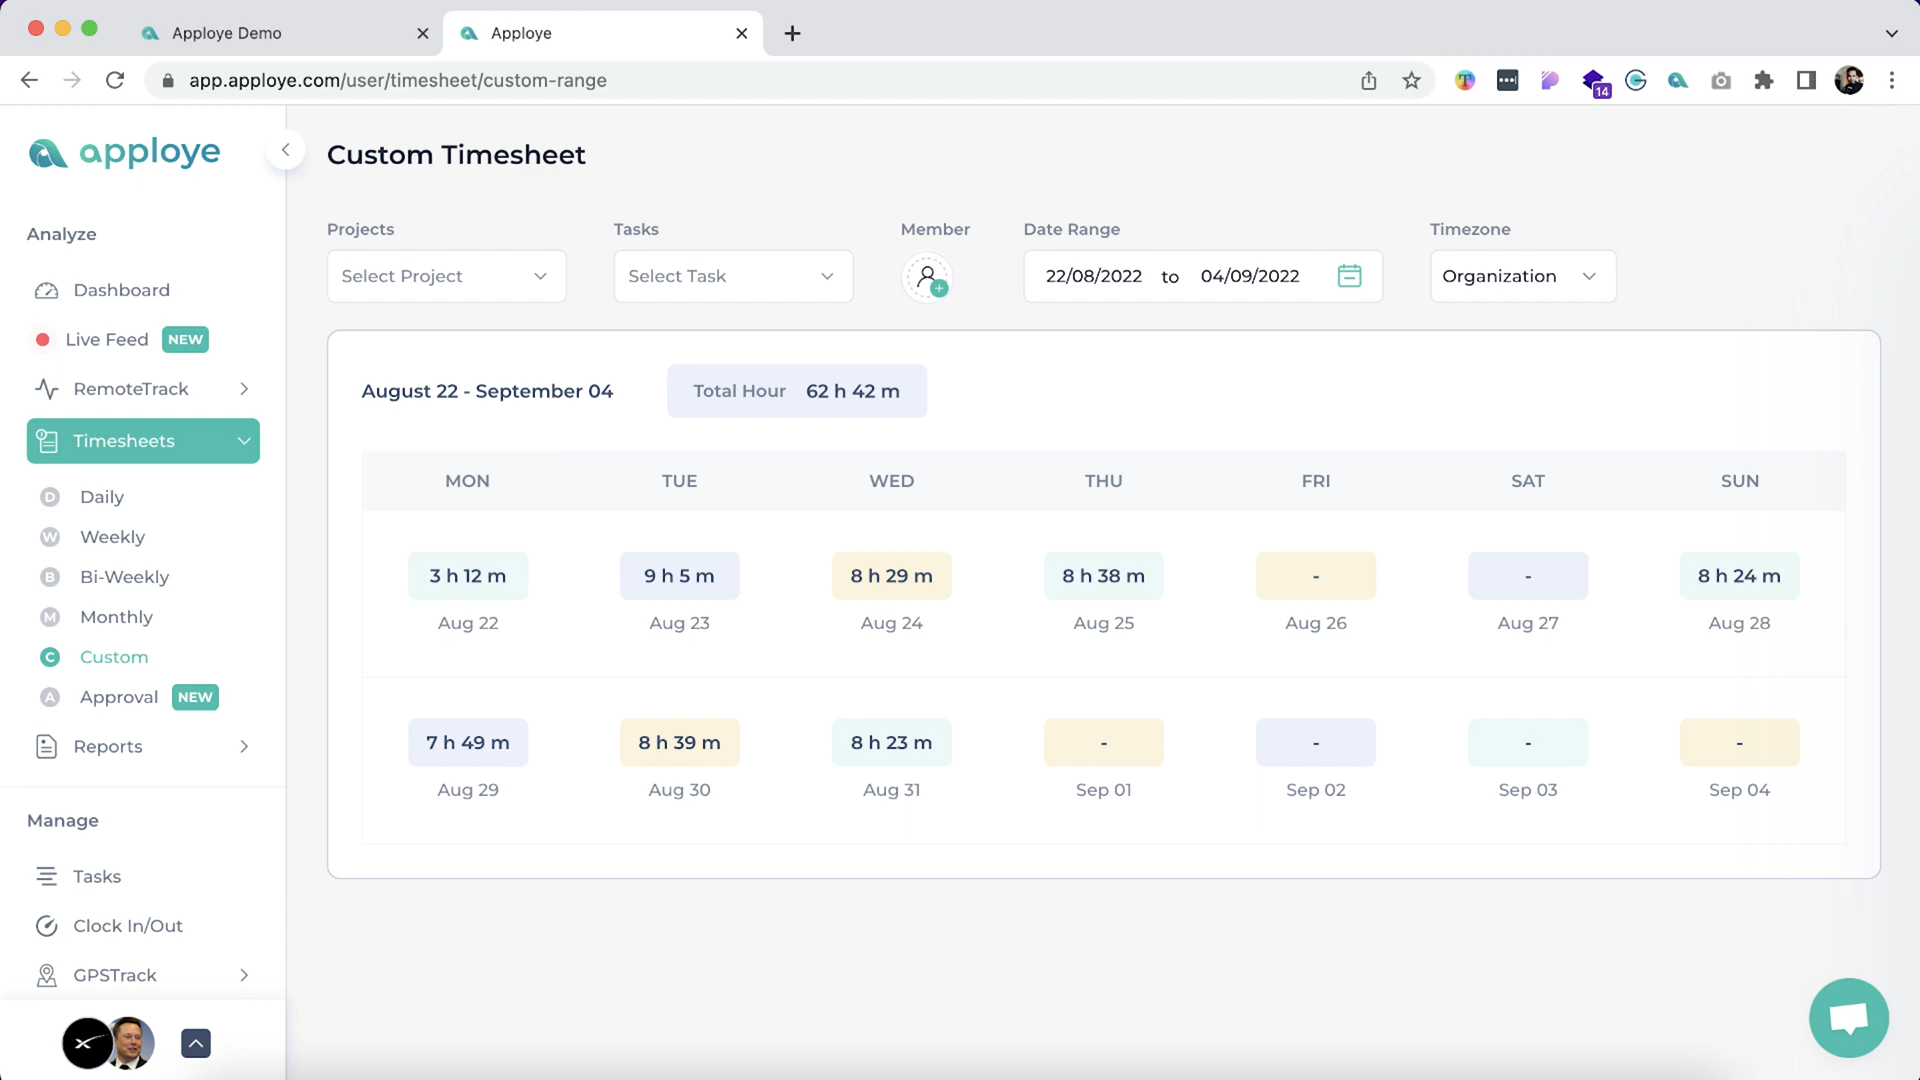 Apploye Demo
Apploye
app.apploye.com/user/timesheet/custom-range
14
apploye
Custom Timesheet
Analyze
Dashboard
Live Feed NEW
RemoteTrack
Timesheets
D Daily
W Weekly
B Bi-Weekly
M Monthly
C Custom
A Approval NEW
Reports
Manage
Tasks
Clock In/Out
GPSTrack
Projects Tasks Member Date Range Timezone
Select Project Select Task 22/08/2022 to 04/09/2022 Organization
August 22 - September 04 Total Hour 62 h 42 m
MON TUE WED THU FRI SAT SUN
3 h 12 m 9 h 5 m 8 h 29 m 8 h 38 m - - 8 h 24 m
Aug 22 Aug 23 Aug 24 Aug 25 Aug 26 Aug 27 Aug 28
7 h 49 m 8 h 39 m 8 h 23 m - - - -
Aug 29 Aug 30 Aug 31 Sep 01 Sep 02 Sep 03 Sep 04